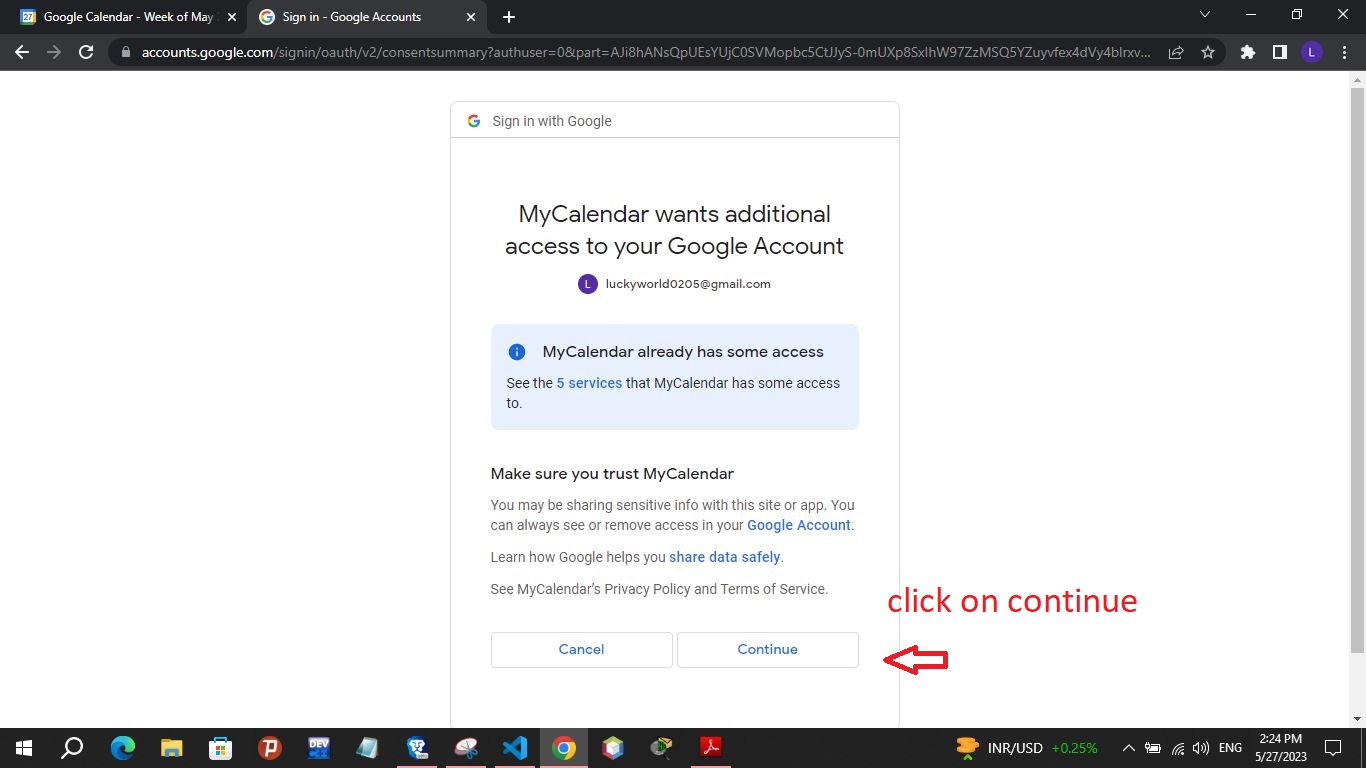 Google Calendar - Week of May
Sign in - Google Accounts
accounts.google.com/signin/oauth/v2/consentsummary?authuser=0&part=AJi8hANsQpUEsYUjC0SVMopbc5CtJyS-0mUXp8SxIhW97ZzMSQ5YZuyvfex4dVy4blrxv...
L
Sign in with Google
MyCalendar wants additional
access to your Google Account
L luckyworld0205@gmail.com
MyCalendar already has some access
See the 5 services that MyCalendar has some access
to.
Make sure you trust MyCalendar
You may be sharing sensitive info with this site or app. You
can always see or remove access in your Google Account.
Learn how Google helps you share data safely.
See MyCalendar's Privacy Policy and Terms of Service.
click on continue
Cancel
Continue
DEV
INR/USD +0.25%
ENG
2:24 PM
5/27/2023